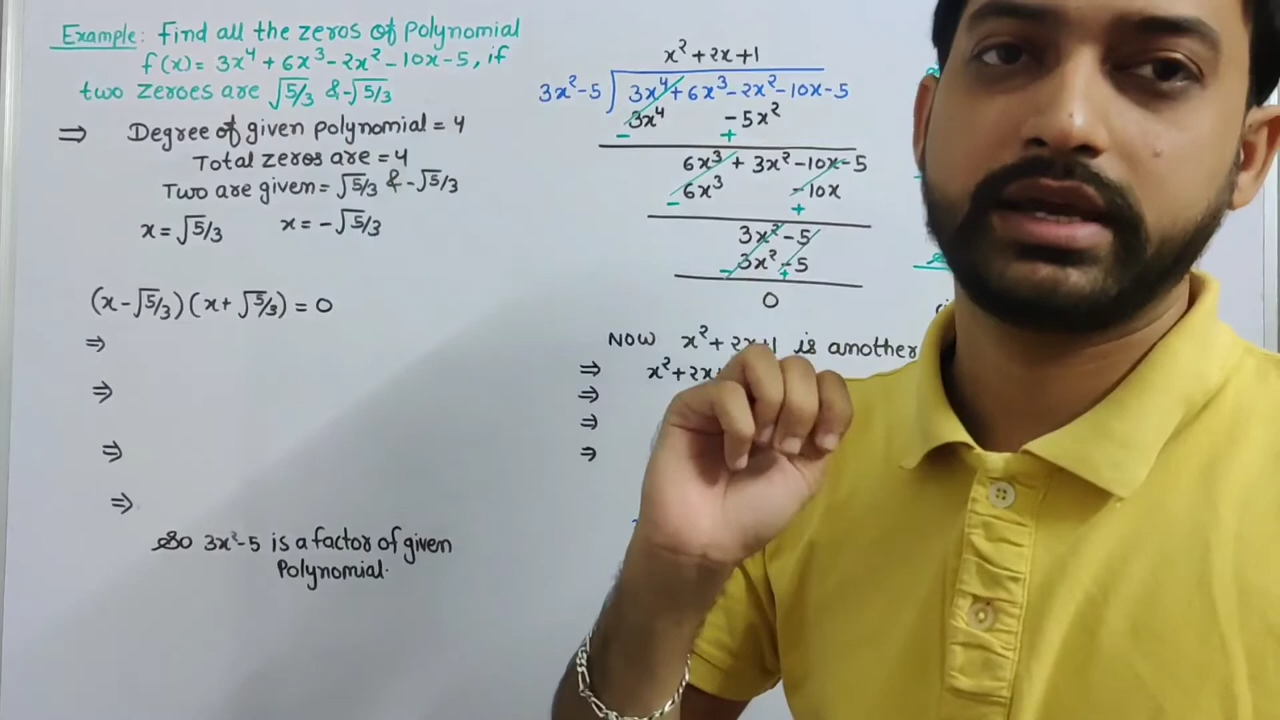 Example: Find all the zeros of Polynomial
f(x) = 3x⁴ + 6x³ - 2x² - 10x - 5, if
two zeroes are √5/3 & -√5/3
⇒ Degree of given polynomial = 4
Total zeros are = 4
Two are given = √5/3 & -√5/3
x = √5/3 x = -√5/3
(x - √5/3) (x + √5/3) = 0
⇒
⇒
⇒
⇒
So 3x²-5 is a factor of given
Polynomial.
x² + 2x + 1
3x²-5 ) 3x⁴ + 6x³ - 2x² - 10x - 5
3x⁴ - 5x²
- +
6x³ + 3x² - 10x - 5
6x³ - 10x
- +
3x² - 5
3x² - 5
- +
0
Now x² + 2x + 1 is another
⇒ x² + 2x +
⇒
⇒
⇒